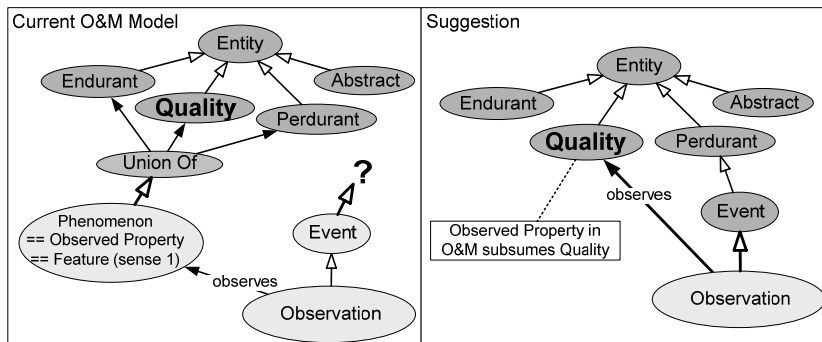 Current O&M Model
Entity
Endurant
Abstract
Quality
Perdurant
Union Of
?
Phenomenon
== Observed Property
== Feature (sense 1)
Event
observes
Observation
Suggestion
Entity
Endurant
Abstract
Quality
Perdurant
observes
Event
Observed Property in
O&M subsumes Quality
Observation